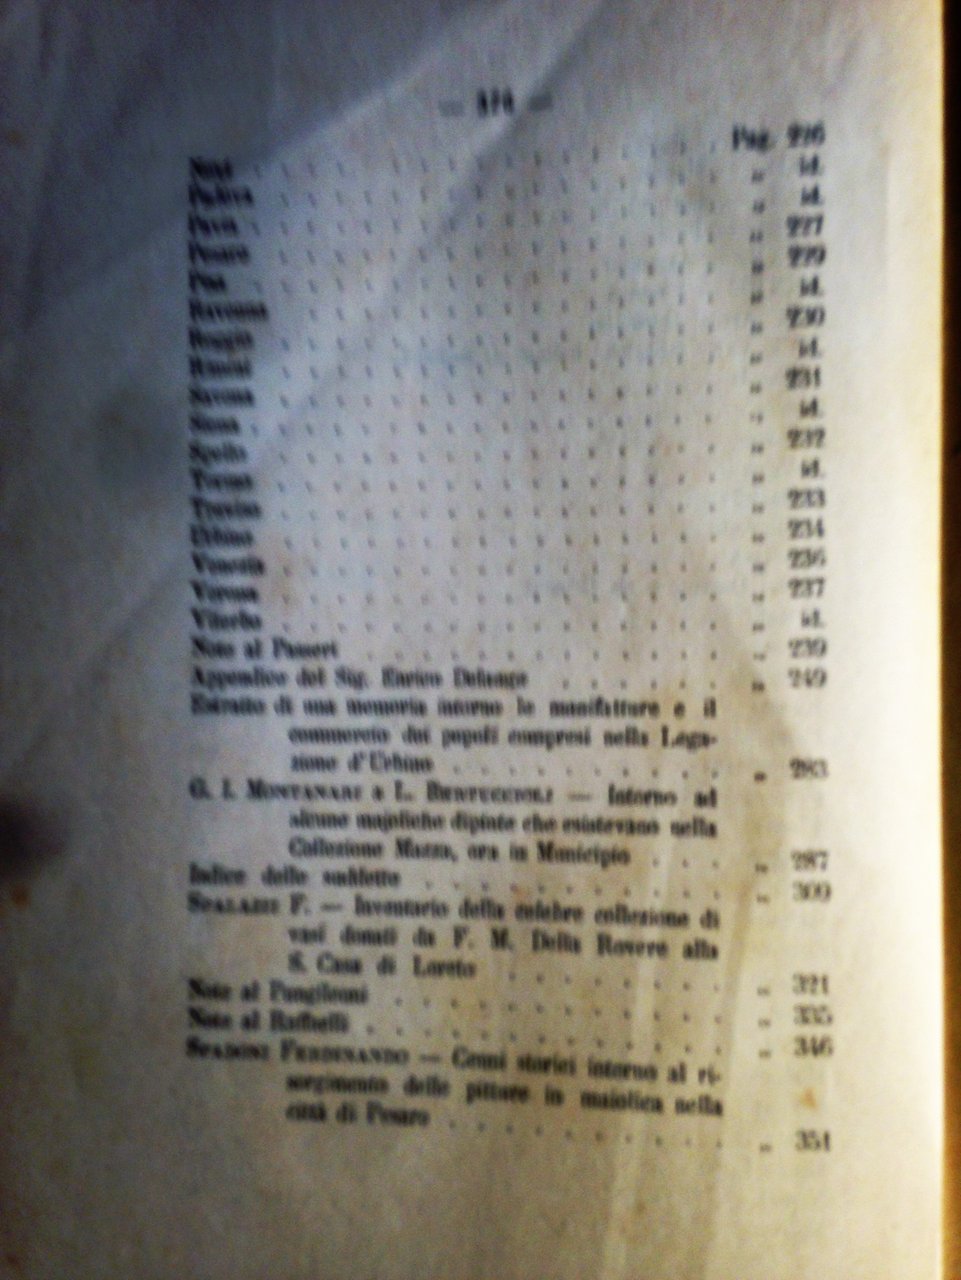 Pag. 226
Novi . . . . . . . . . . . . . . . . „ id.
Padova . . . . . . . . . . . . . . . . „ id.
Pavia . . . . . . . . . . . . . . . . „ 227
Pesaro . . . . . . . . . . . . . . . . „ 229
Pisa . . . . . . . . . . . . . . . . „ id.
Ravenna . . . . . . . . . . . . . . . „ 230
Reggio . . . . . . . . . . . . . . . . „ id.
Rimini . . . . . . . . . . . . . . . . „ 231
Savona . . . . . . . . . . . . . . . . „ id.
Siena . . . . . . . . . . . . . . . . „ 232
Spello . . . . . . . . . . . . . . . . „ id.
Torino . . . . . . . . . . . . . . . . „ 233
Treviso . . . . . . . . . . . . . . . . „ 234
Urbino . . . . . . . . . . . . . . . . „ 236
Venezia . . . . . . . . . . . . . . . . „ 237
Verona . . . . . . . . . . . . . . . . „ id.
Viterbo . . . . . . . . . . . . . . . . „ 239
Note al Passeri . . . . . . . . . . . . . „ 249
Appendice del Sig. Enrico Delange . . . . . .
Estratto di una memoria intorno le manifatture e il
commercio dei popoli compresi nella Lega-
zione d'Urbino . . . . . . . . . . „ 283
G. I. MONTANARI a L. BERTUCCIOLI — Intorno ad
alcune majoliche dipinte che esistevano nella
Collezione Mazza, ora in Municipio . . . „ 287
Indice delle suddette . . . . . . . . . . . „ 309
F. — Inventario della celebre collezione di
vasi donati da F. M. Della Rovere alla
S. Casa di Loreto . . . . . . . . „ 321
Note al Pungileoni . . . . . . . . . . . . „ 335
Note al Raffaelli . . . . . . . . . . . . . „ 346
SPADONI FERDINANDO — Cenni storici intorno al ri-
sorgimento delle pitture in maiolica nella
città di Pesaro . . . . . . . . . . „ 351